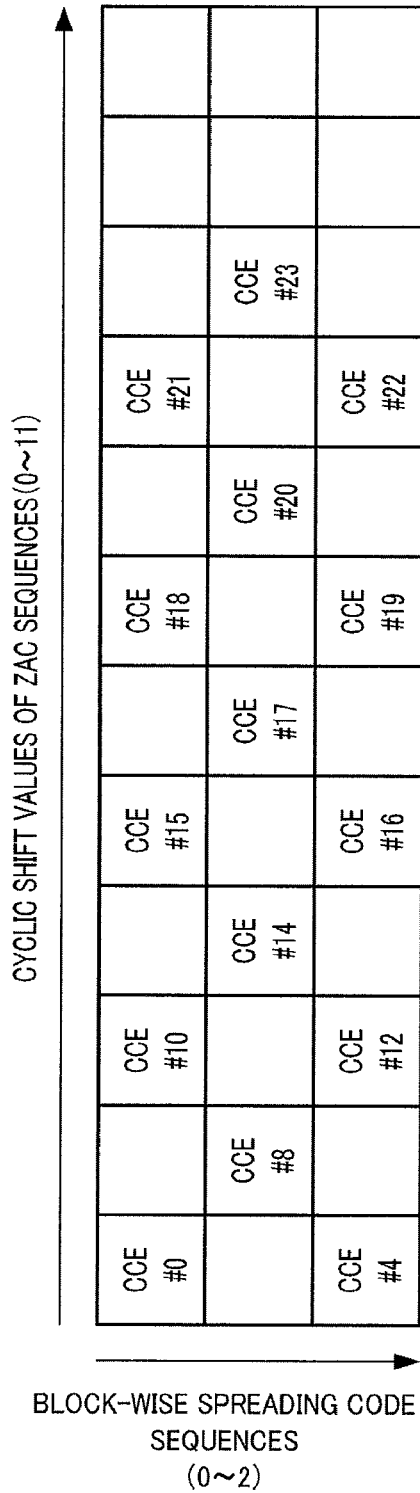 CYCLIC SHIFT VALUES OF ZAC SEQUENCES(0~11)
CCE
#0
CCE
#10
CCE
#15
CCE
#18
CCE
#21
CCE
#8
CCE
#14
CCE
#17
CCE
#20
CCE
#23
CCE
#4
CCE
#12
CCE
#16
CCE
#19
CCE
#22
BLOCK-WISE SPREADING CODE
SEQUENCES
(0~2)